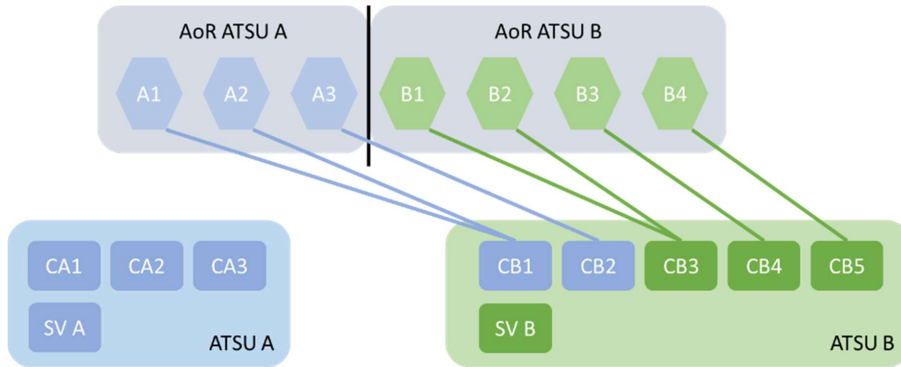 AoR ATSU A
AoR ATSU B
A1 A2 A3 B1 B2 B3 B4
CA1 CA2 CA3
SV A
ATSU A
CB1 CB2 CB3 CB4 CB5
SV B
ATSU B